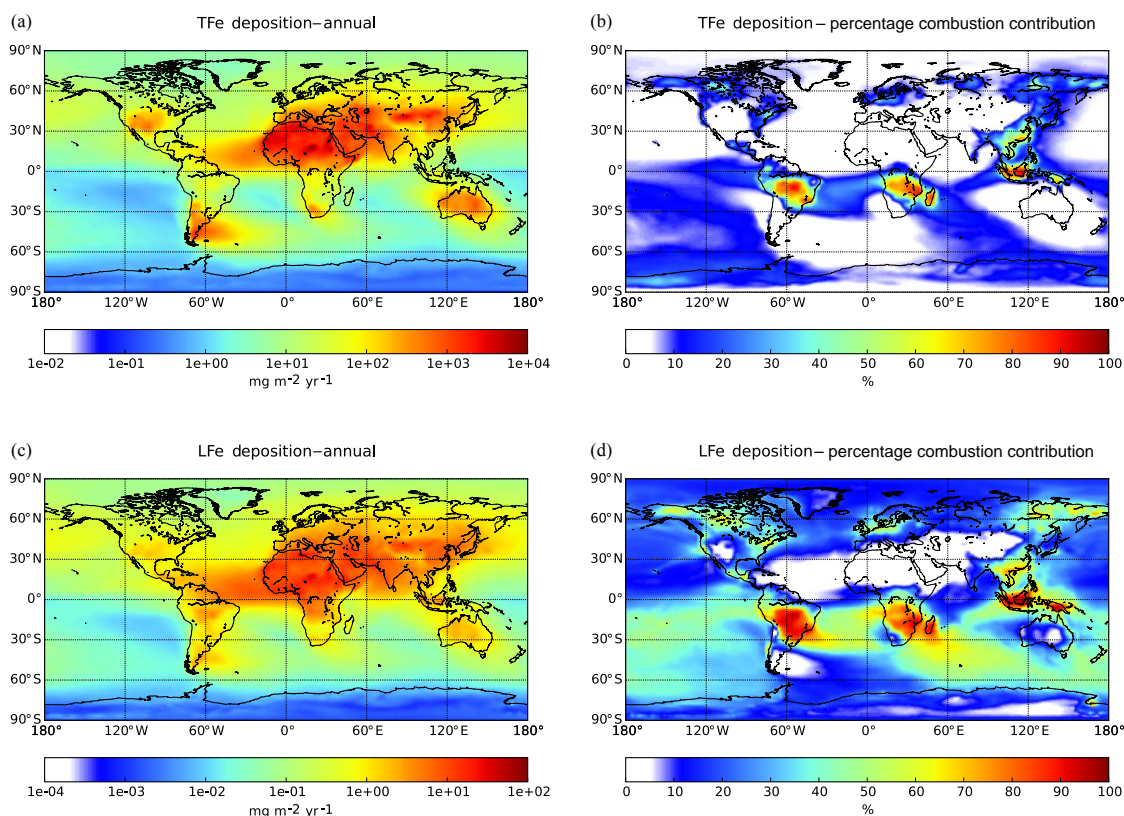 (a)
TFe deposition–annual
90°N
60°N
30°N
0°
30°S
60°S
90°S
180° 120°W 60°W 0° 60°E 120°E 180°
1e-02 1e-01 1e+00 1e+01 1e+02 1e+03 1e+04
mg m-2 yr-1
(b)
TFe deposition – percentage combustion contribution
90°N
60°N
30°N
0°
30°S
60°S
90°S
180° 120°W 60°W 0° 60°E 120°E 180°
0 10 20 30 40 50 60 70 80 90 100
%
(c)
LFe deposition–annual
90°N
60°N
30°N
0°
30°S
60°S
90°S
180° 120°W 60°W 0° 60°E 120°E 180°
1e-04 1e-03 1e-02 1e-01 1e+00 1e+01 1e+02
mg m-2 yr-1
(d)
LFe deposition – percentage combustion contribution
90°N
60°N
30°N
0°
30°S
60°S
90°S
180° 120°W 60°W 0° 60°E 120°E 180°
0 10 20 30 40 50 60 70 80 90 100
%